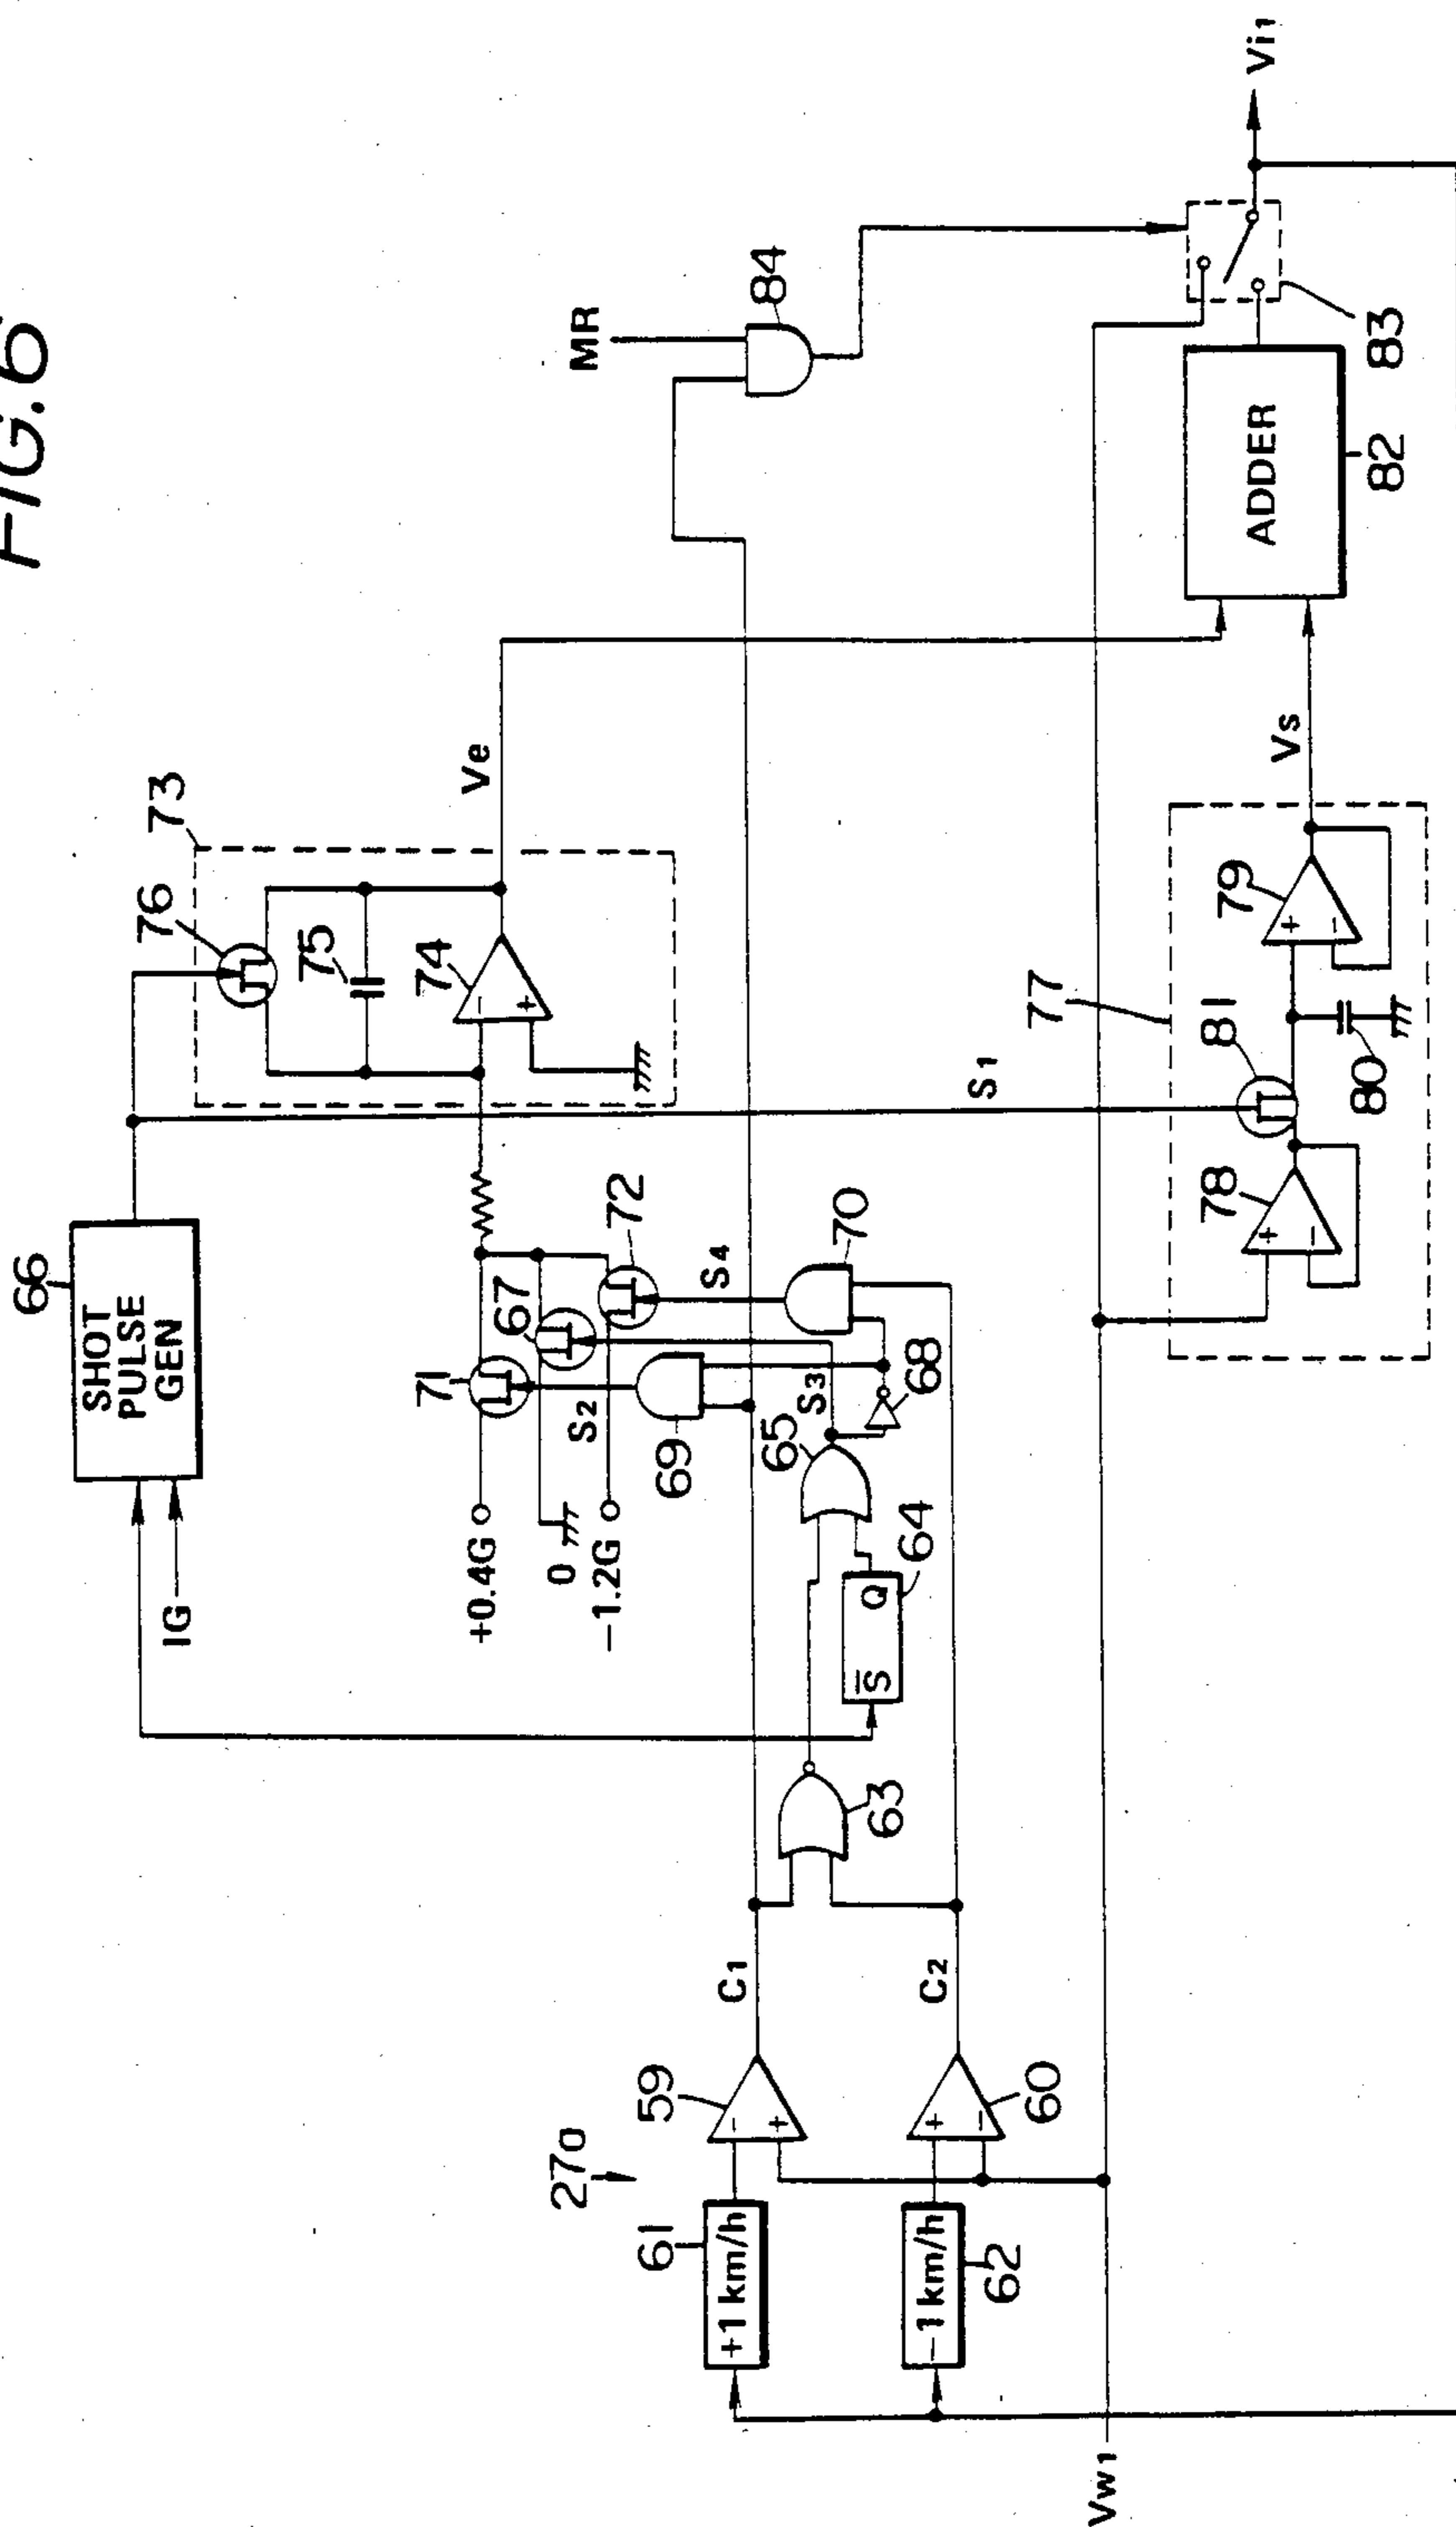 FIG.6
66
SHOT
PULSE
GEN
IG
76
73
75
74
Ve
+0.4G
0
-1.2G
71
67
72
S2
S4
69
70
S3
65
68
64
S̅
Q
63
MR
84
27a
61
+1 km/h
59
C1
62
-1 km/h
60
C2
S1
Vw1
77
78
81
80
79
Vs
ADDER
82
83
Vi1
+
-
+
-
+
-
+
-
+
-